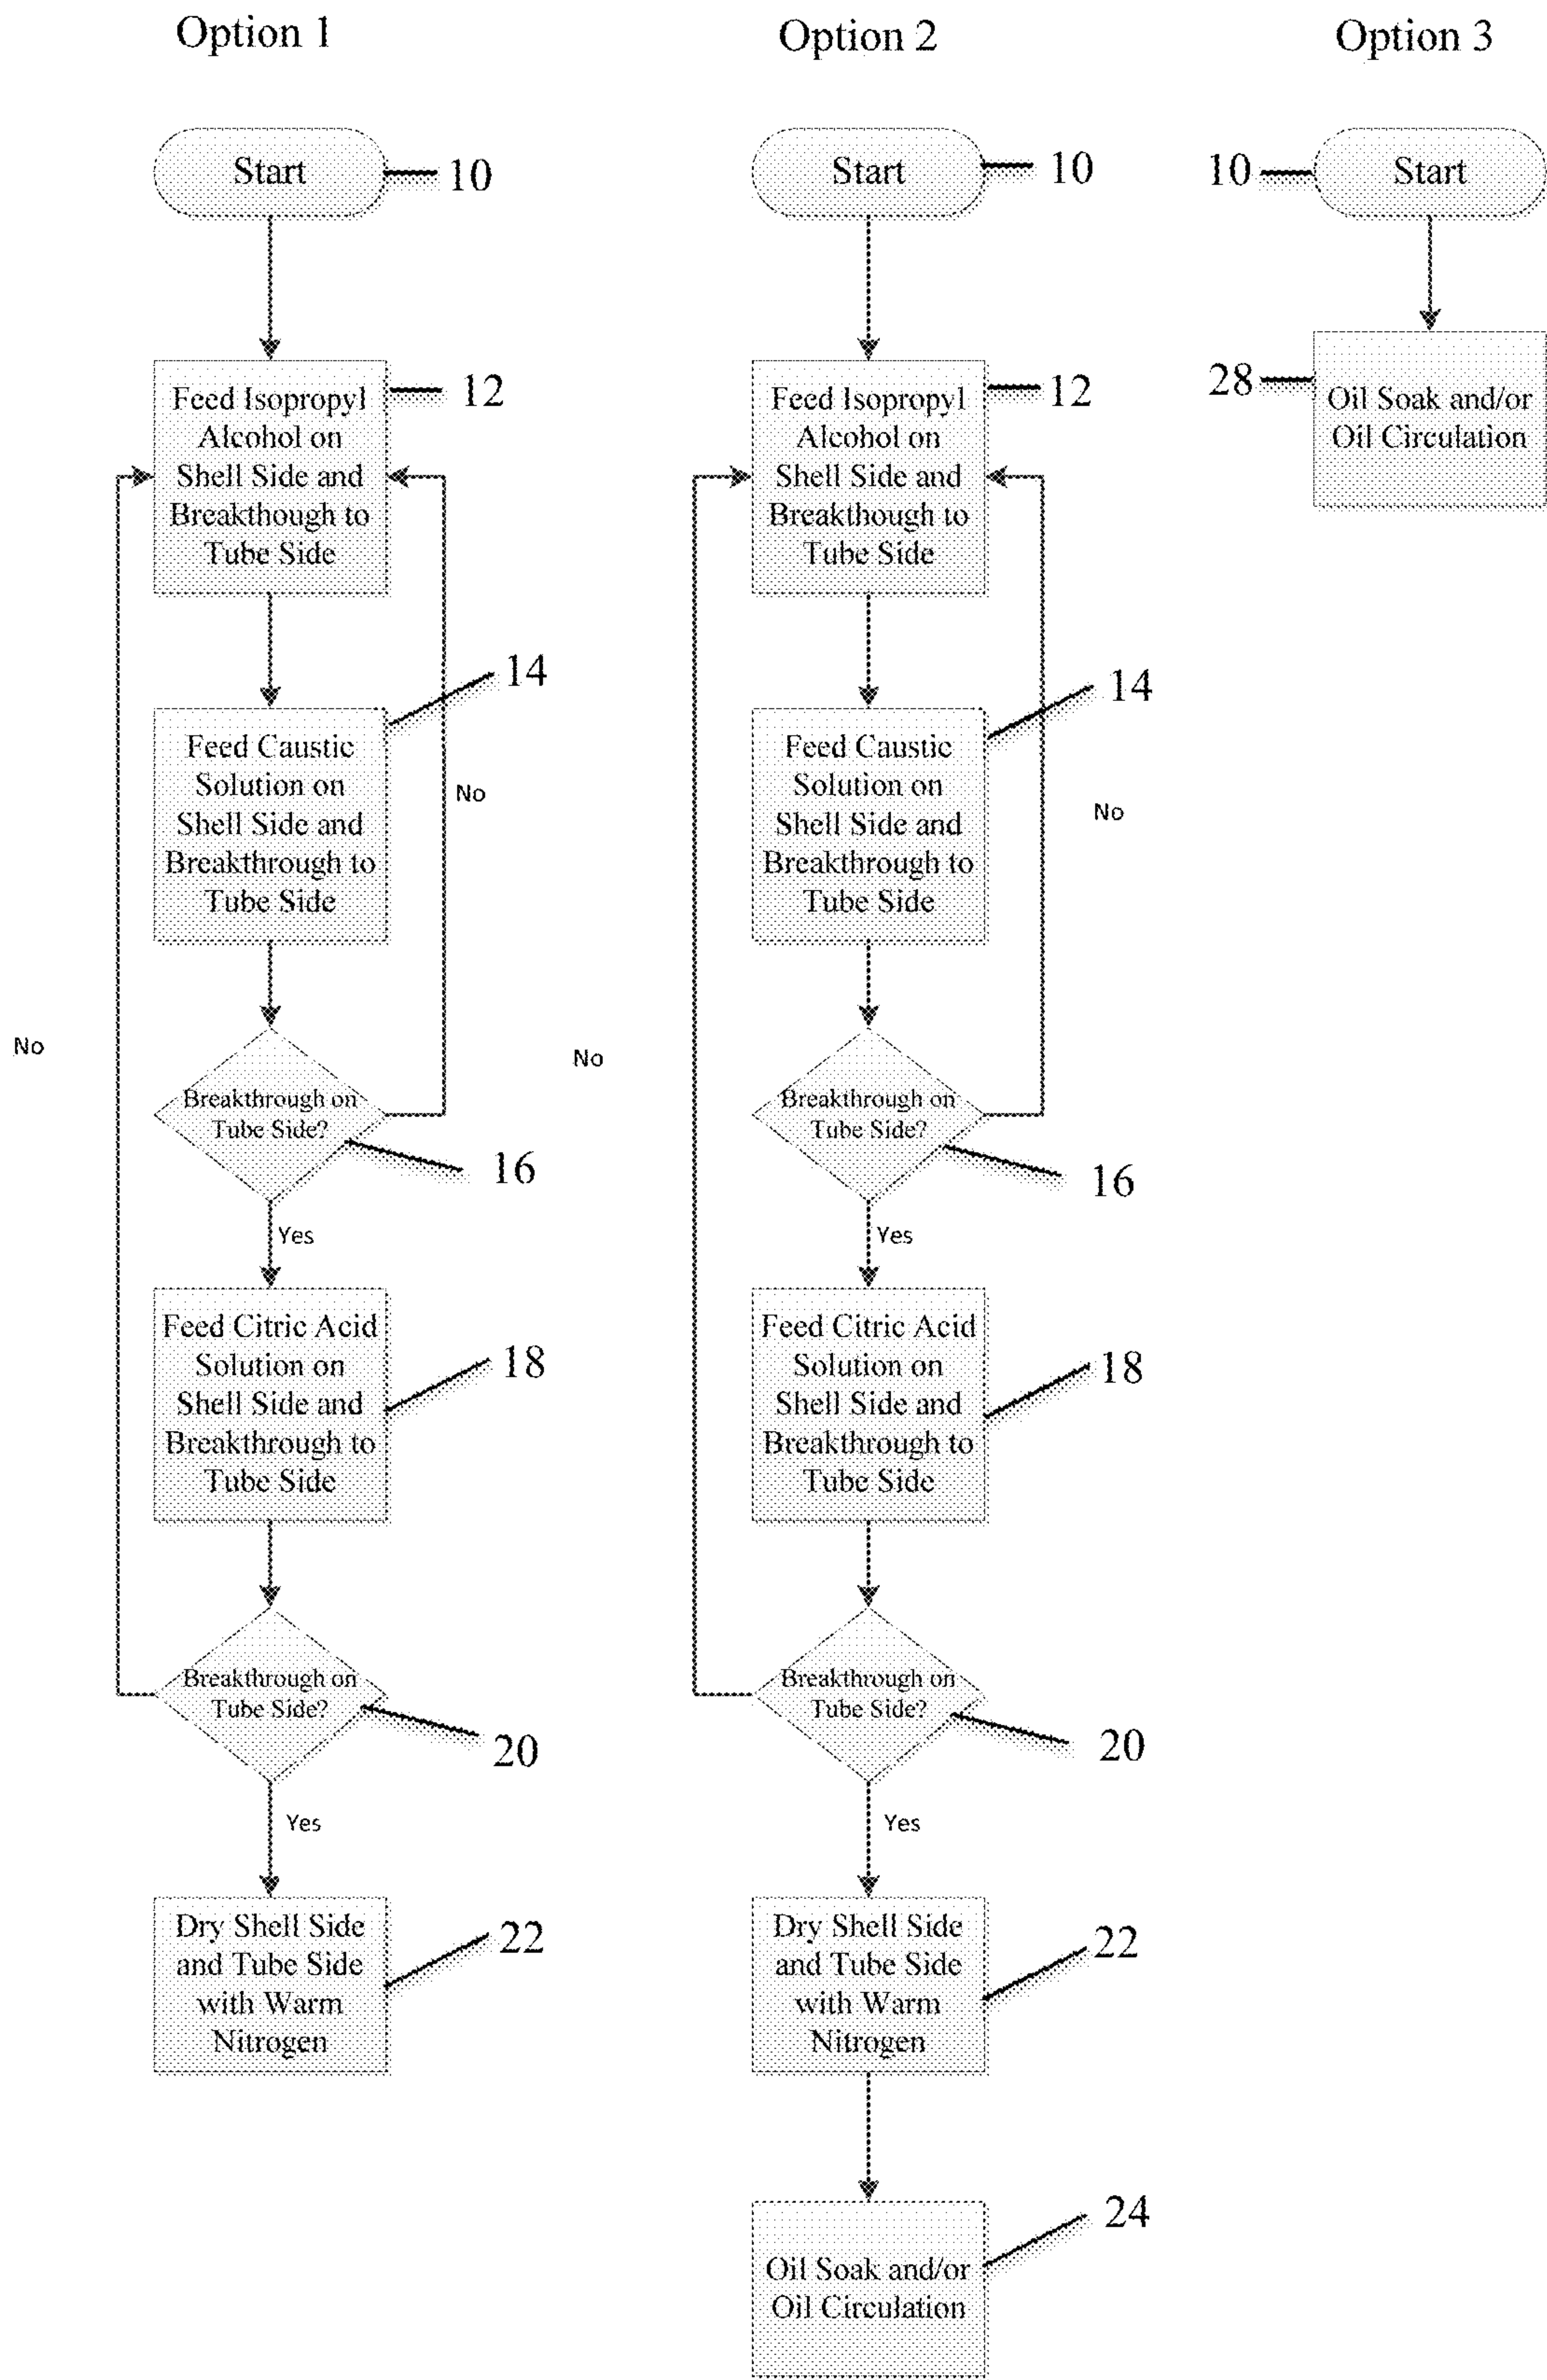 Option 1
Start
10
Feed Isopropyl
Alcohol on
Shell Side and
Breakthough to
Tube Side
12
Feed Caustic
Solution on
Shell Side and
Breakthrough to
Tube Side
14
No
No
Breakthrough on
Tube Side?
16
Yes
Feed Citric Acid
Solution on
Shell Side and
Breakthrough to
Tube Side
18
Breakthrough on
Tube Side?
20
Yes
Dry Shell Side
and Tube Side
with Warm
Nitrogen
22
Option 2
Start
10
Feed Isopropyl
Alcohol on
Shell Side and
Breakthough to
Tube Side
12
Feed Caustic
Solution on
Shell Side and
Breakthrough to
Tube Side
14
No
No
Breakthrough on
Tube Side?
16
Yes
Feed Citric Acid
Solution on
Shell Side and
Breakthrough to
Tube Side
18
Breakthrough on
Tube Side?
20
Yes
Dry Shell Side
and Tube Side
with Warm
Nitrogen
22
Oil Soak and/or
Oil Circulation
24
Option 3
10
Start
28
Oil Soak and/or
Oil Circulation